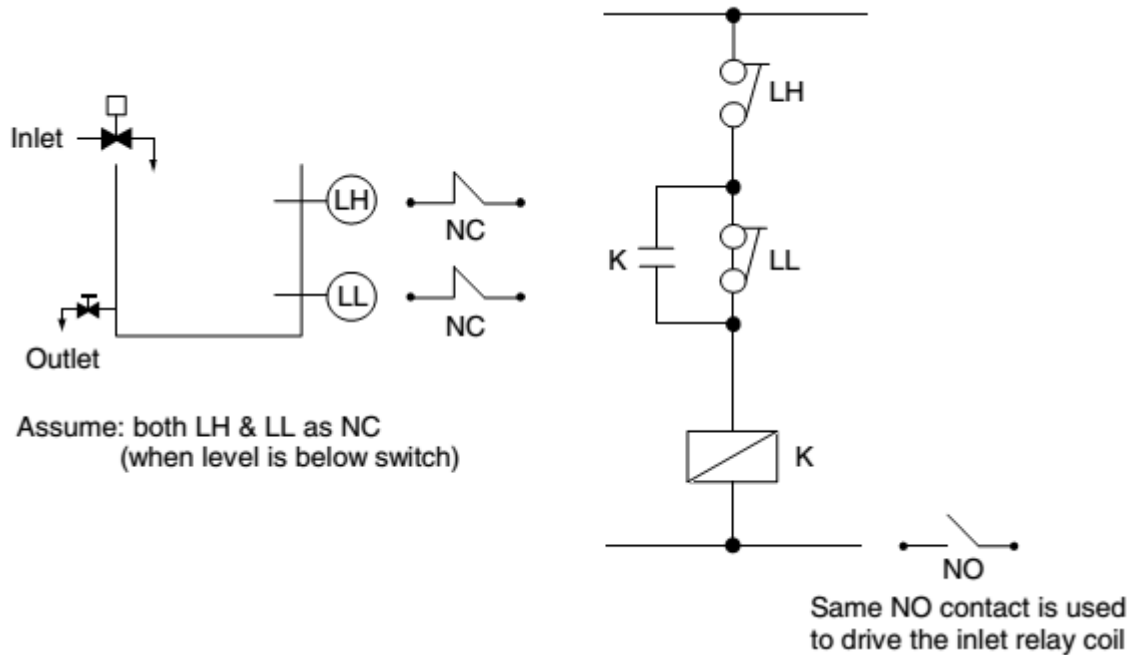 Inlet
LH
NC
LL
NC
Outlet
Assume: both LH & LL as NC
(when level is below switch)
LH
K
LL
K
NO
Same NO contact is used
to drive the inlet relay coil